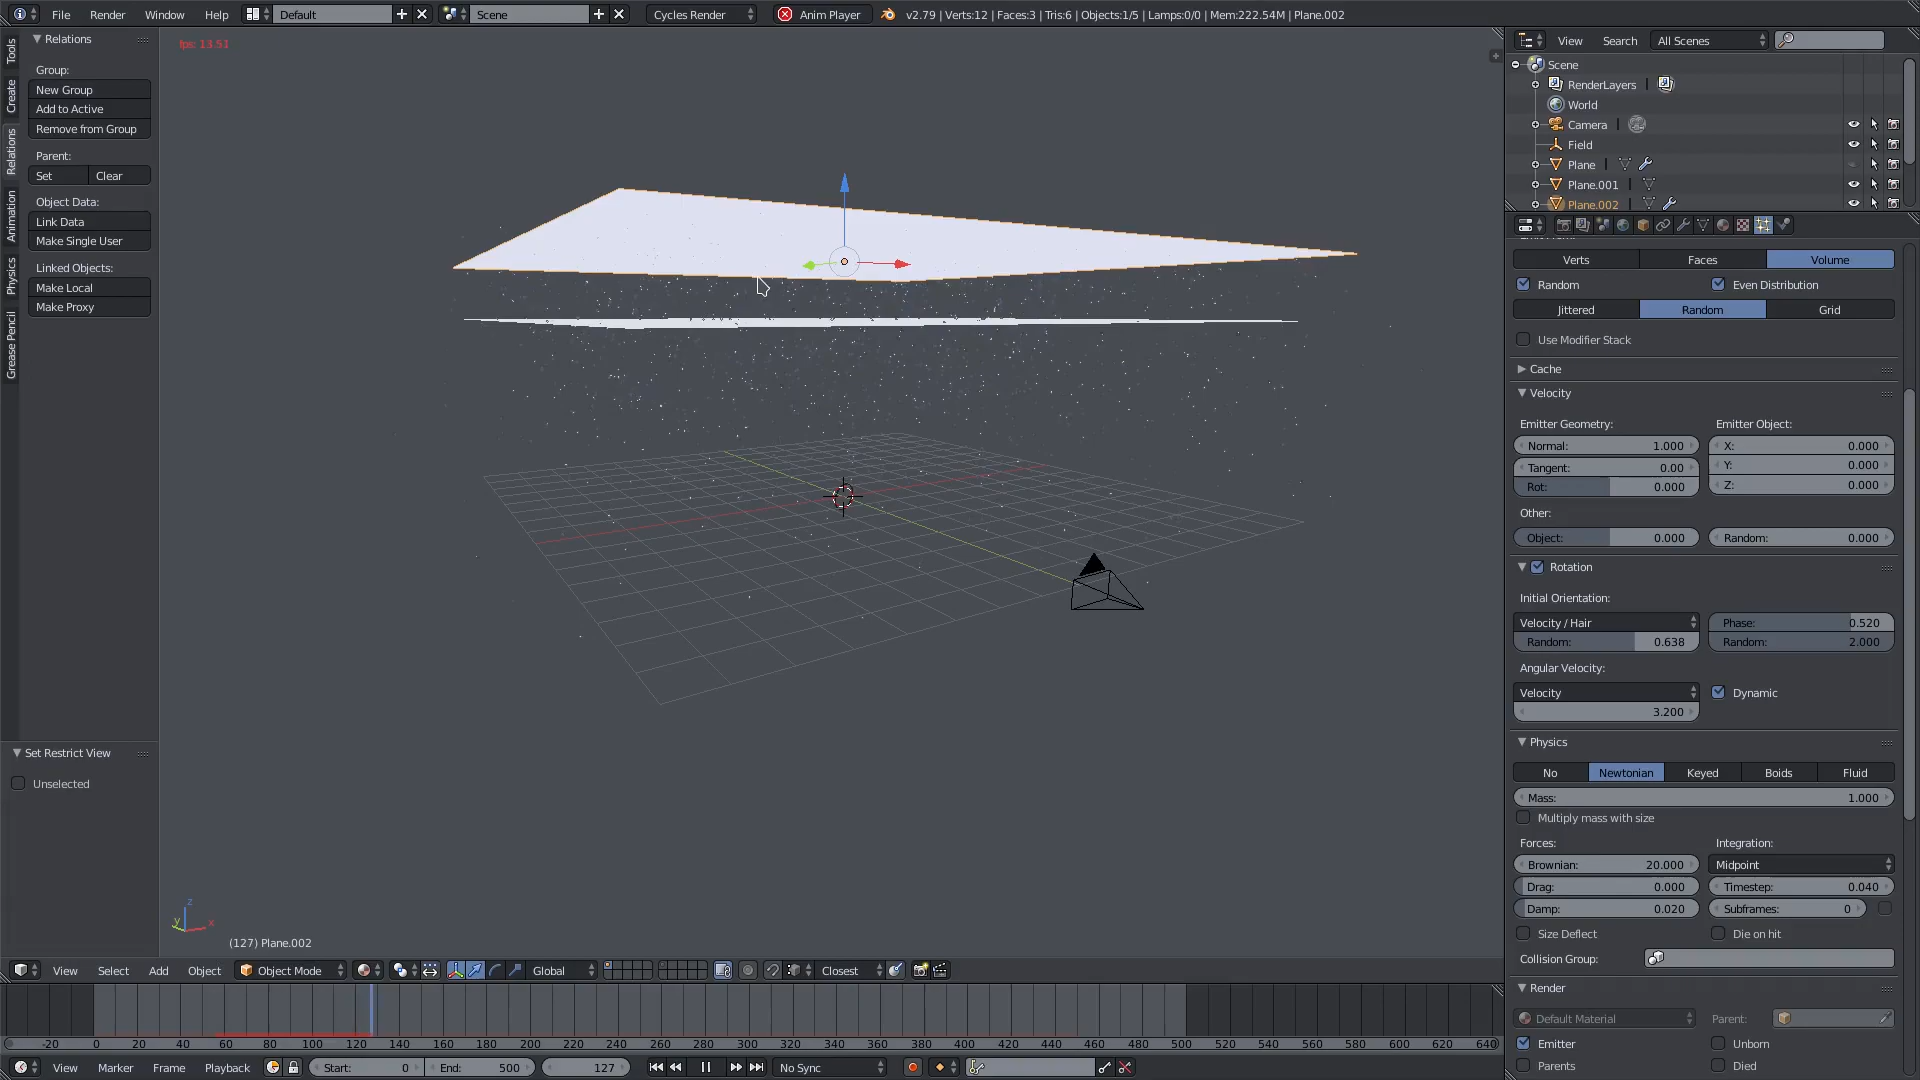 File
Render
Window
Help
Default
Scene
Cycles Render
Anim Player
v2.79 | Verts:12 | Faces:3 | Tris:6 | Objects:1/5 | Lamps:0/0 | Mem:222.54M | Plane.002
fps: 13.51
Tools
Create
Relations
Animation
Physics
Grease Pencil
Relations
Group:
New Group
Add to Active
Remove from Group
Parent:
Set
Clear
Object Data:
Link Data
Make Single User
Linked Objects:
Make Local
Make Proxy
Set Restrict View
Unselected
z
y
x
(127) Plane.002
View
Select
Add
Object
Object Mode
Global
Closest
-20 0 20 40 60 80 100 120 140 160 180 200 220 240 260 280 300 320 340 360 380 400 420 440 460 480 500 520 540 560 580 600 620 640
View
Marker
Frame
Playback
Start: 0
End: 500
127
No Sync
View
Search
All Scenes
Scene
RenderLayers
World
Camera
Field
Plane
Plane.001
Plane.002
Verts
Faces
Volume
Random
Even Distribution
Jittered
Random
Grid
Use Modifier Stack
Cache
Velocity
Emitter Geometry:
Emitter Object:
Normal: 1.000
X: 0.000
Tangent: 0.00
Y: 0.000
Rot: 0.000
Z: 0.000
Other:
Object: 0.000
Random: 0.000
Rotation
Initial Orientation:
Velocity / Hair
Phase: 0.520
Random: 0.638
Random: 2.000
Angular Velocity:
Velocity
Dynamic
3.200
Physics
No
Newtonian
Keyed
Boids
Fluid
Mass: 1.000
Multiply mass with size
Forces:
Integration:
Brownian: 20.000
Midpoint
Drag: 0.000
Timestep: 0.040
Damp: 0.020
Subframes: 0
Size Deflect
Die on hit
Collision Group:
Render
Default Material
Parent:
Emitter
Unborn
Parents
Died